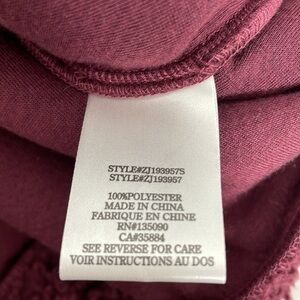 STYLE#ZJ193957S
STYLE#ZJ193957
100%POLYESTER
MADE IN CHINA
FABRIQUE EN CHINE
RN#135090
CA#35884
SEE REVERSE FOR CARE
VOIR INSTRUCTIONS AU DOS